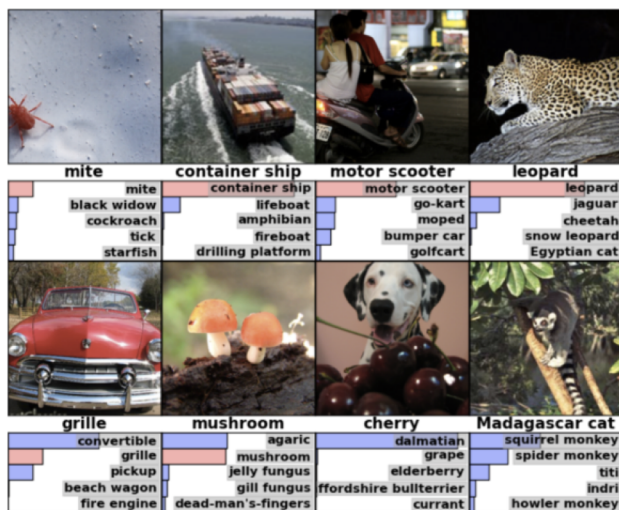 mite
container ship
motor scooter
leopard
mite
black widow
cockroach
tick
starfish
container ship
lifeboat
amphibian
fireboat
drilling platform
motor scooter
go-kart
moped
bumper car
golfcart
leopard
jaguar
cheetah
snow leopard
Egyptian cat
grille
mushroom
cherry
Madagascar cat
convertible
grille
pickup
beach wagon
fire engine
agaric
mushroom
jelly fungus
gill fungus
dead-man's-fingers
dalmatian
grape
elderberry
ffordshire bullterrier
currant
squirrel monkey
spider monkey
titi
indri
howler monkey